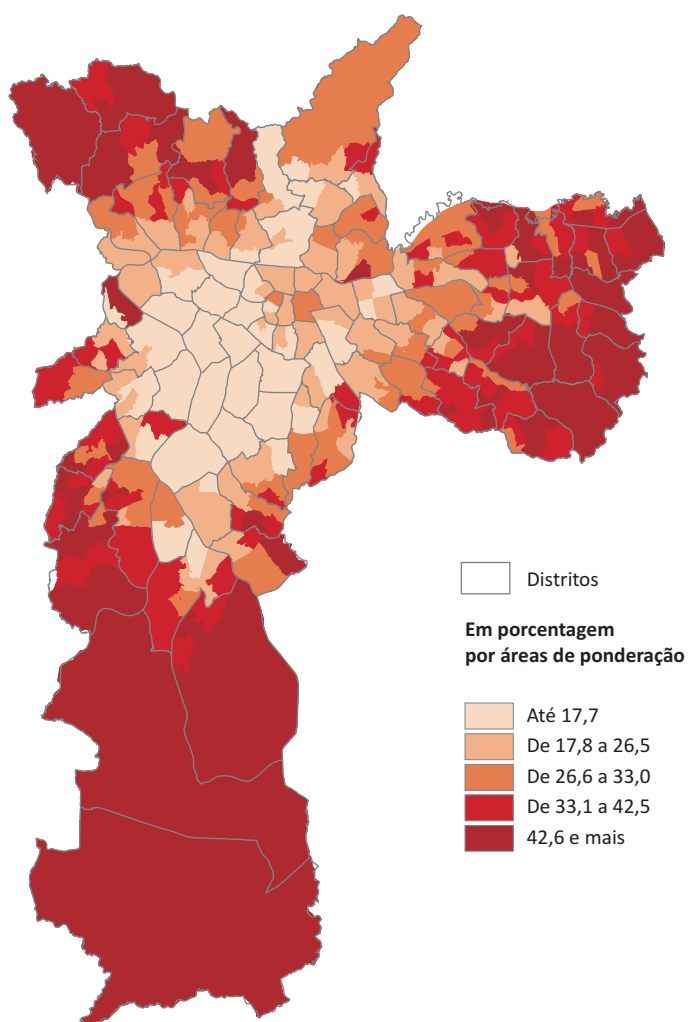 Distritos
Em porcentagem
por áreas de ponderação
Até 17,7
De 17,8 a 26,5
De 26,6 a 33,0
De 33,1 a 42,5
42,6 e mais